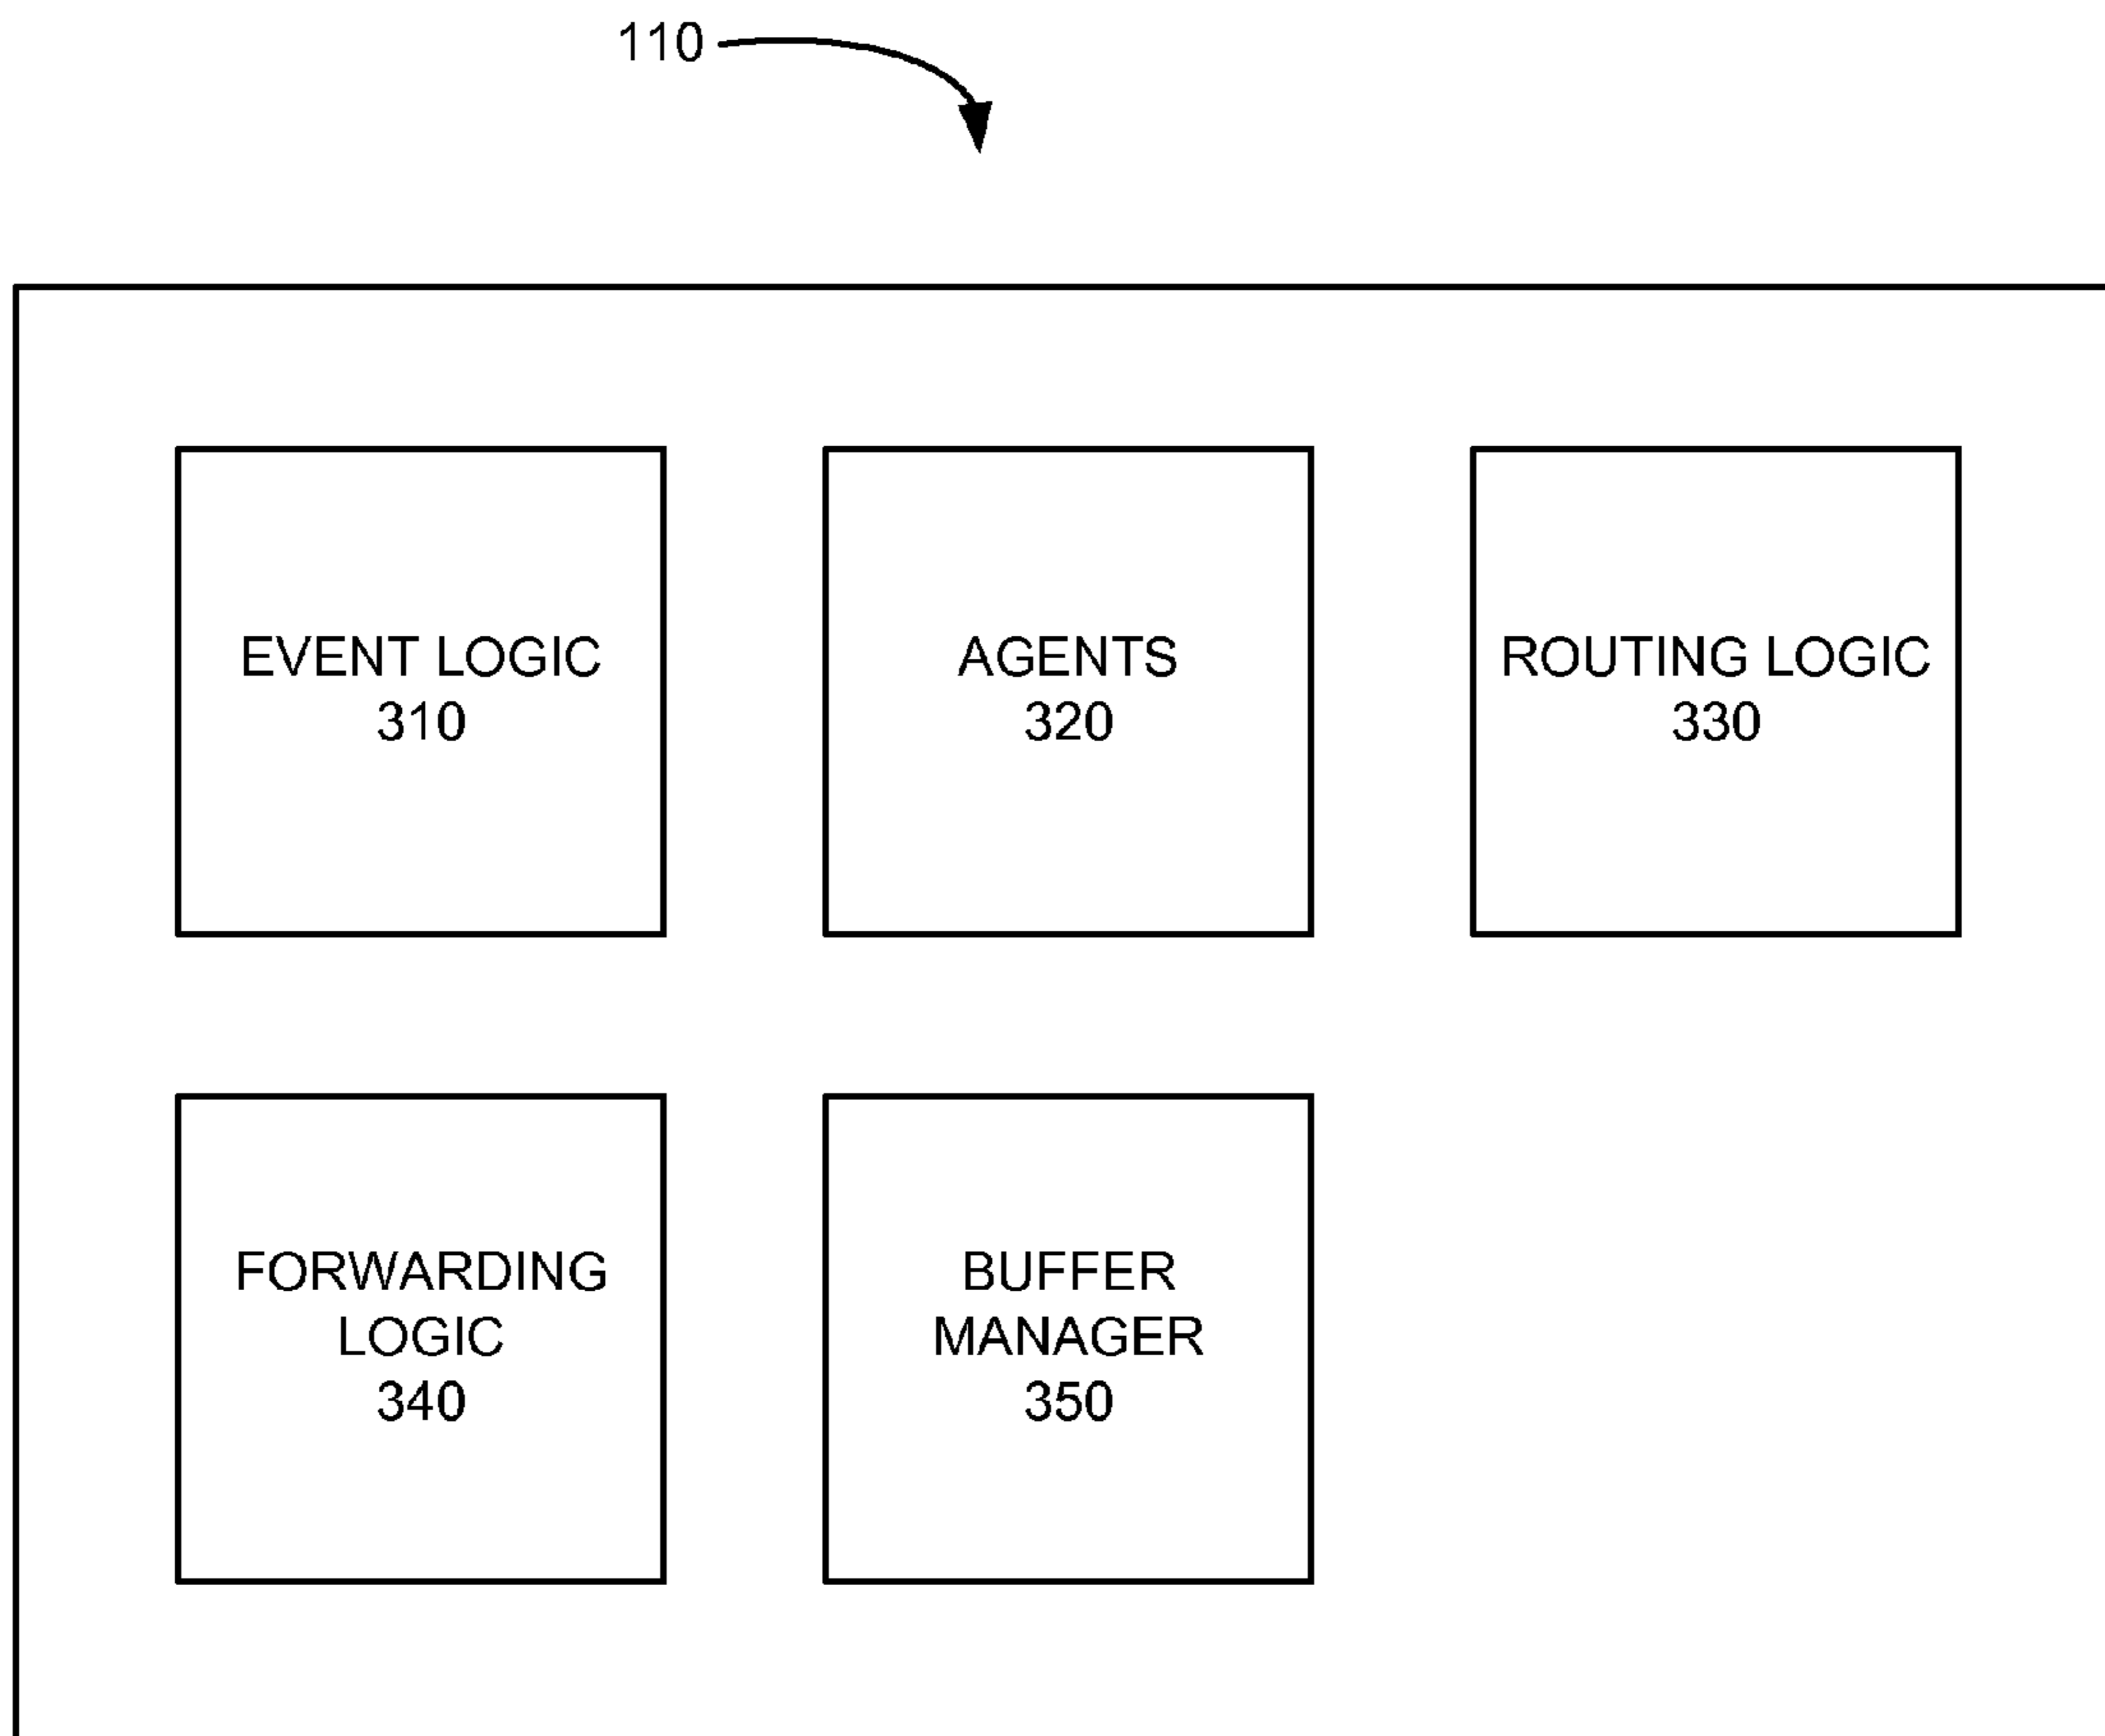 110
EVENT LOGIC
310
AGENTS
320
ROUTING LOGIC
330
FORWARDING
LOGIC
340
BUFFER
MANAGER
350